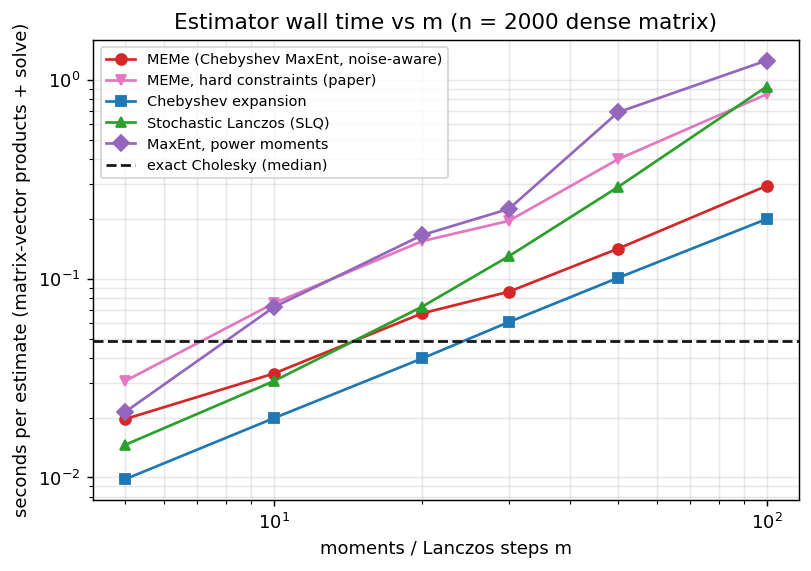 Estimator wall time vs m (n = 2000 dense matrix)
seconds per estimate (matrix-vector products + solve)
10⁰
10⁻¹
10⁻²
MEMe (Chebyshev MaxEnt, noise-aware)
MEMe, hard constraints (paper)
Chebyshev expansion
Stochastic Lanczos (SLQ)
MaxEnt, power moments
exact Cholesky (median)
10¹
10²
moments / Lanczos steps m